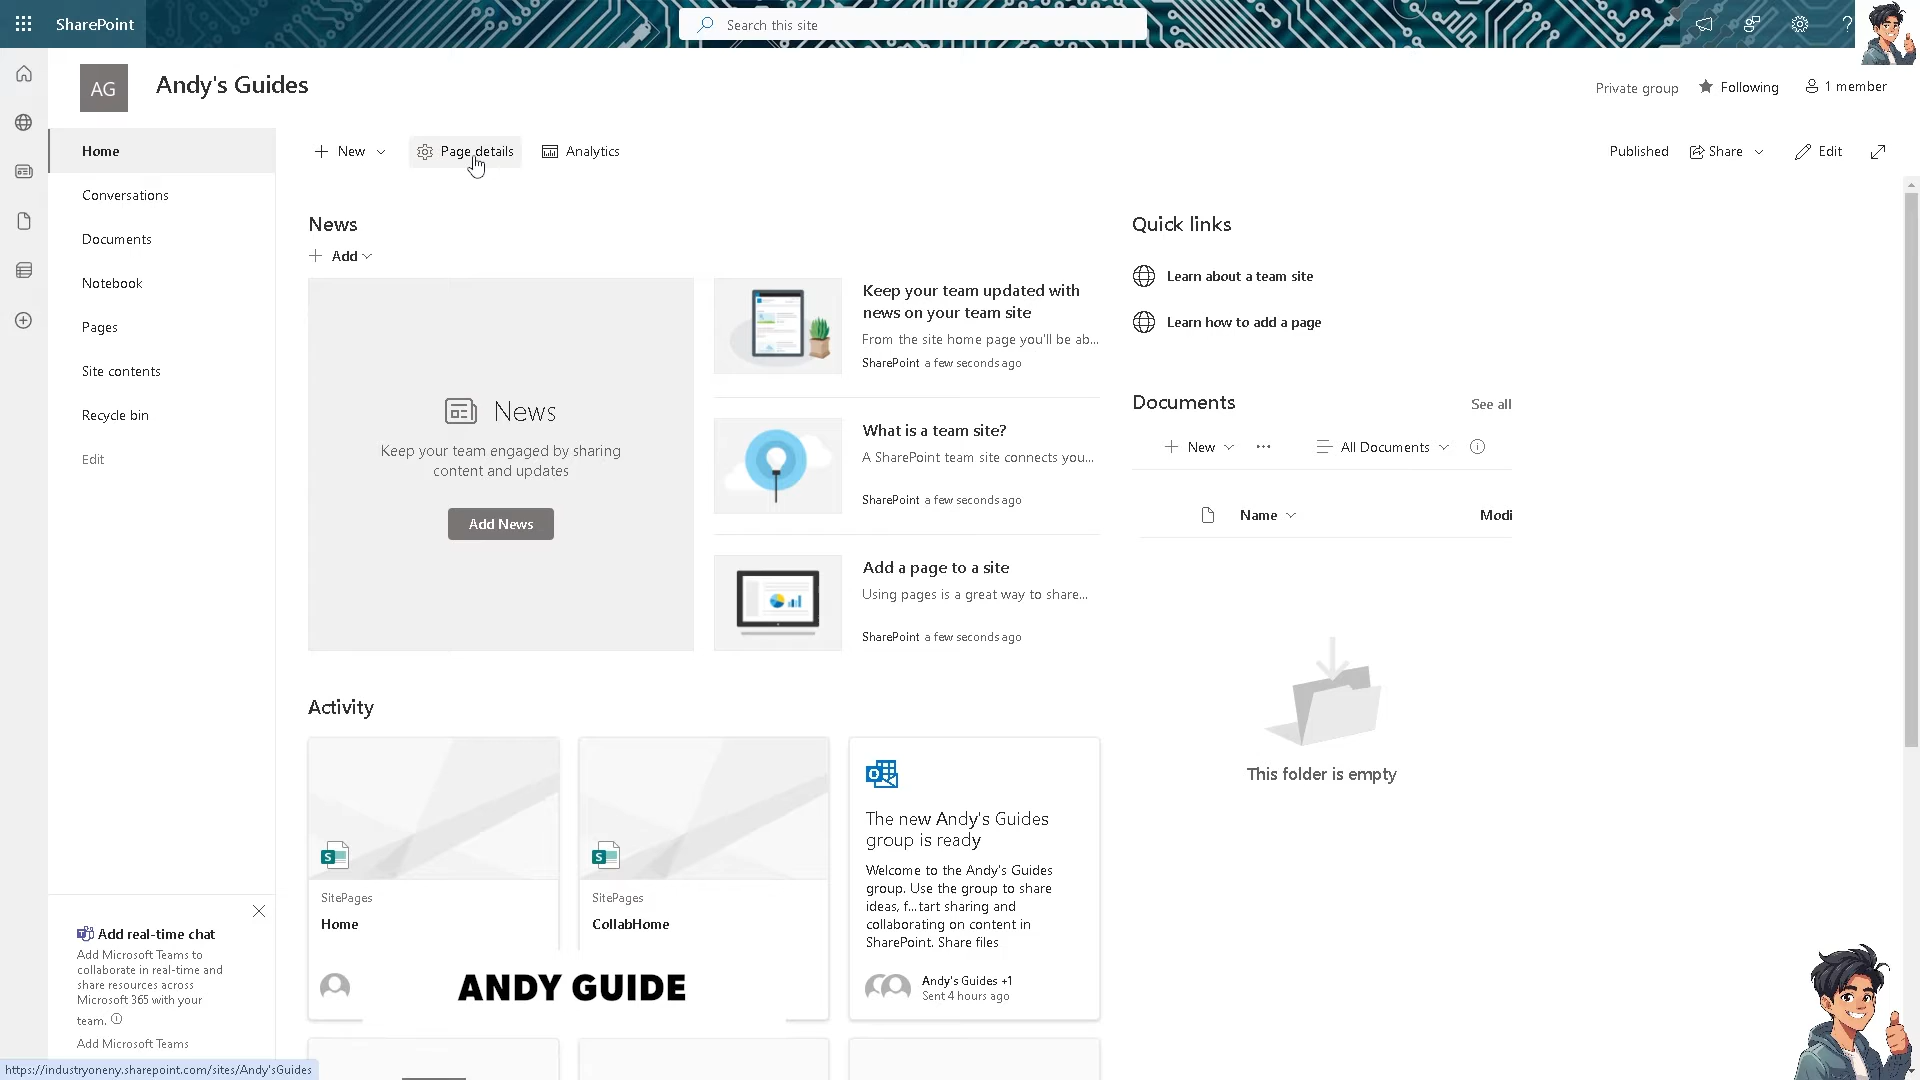 SharePoint
Search this site
?
AG
Andy's Guides
Private group
Following
1 member
Home
Conversations
Documents
Notebook
Pages
Site contents
Recycle bin
Edit
New
Page details
Analytics
Published
Share
Edit
News
Add
News
Keep your team engaged by sharing
content and updates
Add News
Keep your team updated with
news on your team site
From the site home page you'll be ab...
SharePoint a few seconds ago
What is a team site?
A SharePoint team site connects you...
SharePoint a few seconds ago
Add a page to a site
Using pages is a great way to share...
SharePoint a few seconds ago
Quick links
Learn about a team site
Learn how to add a page
Documents
See all
New
All Documents
Name
Modi
This folder is empty
Activity
SitePages
Home
SitePages
CollabHome
The new Andy's Guides
group is ready
Welcome to the Andy's Guides
group. Use the group to share
ideas, f...tart sharing and
collaborating on content in
SharePoint. Share files
Andy's Guides +1
Sent 4 hours ago
ANDY GUIDE
Add real-time chat
Add Microsoft Teams to
collaborate in real-time and
share resources across
Microsoft 365 with your
team.
Add Microsoft Teams
https://industryoneny.sharepoint.com/sites/Andy'sGuides